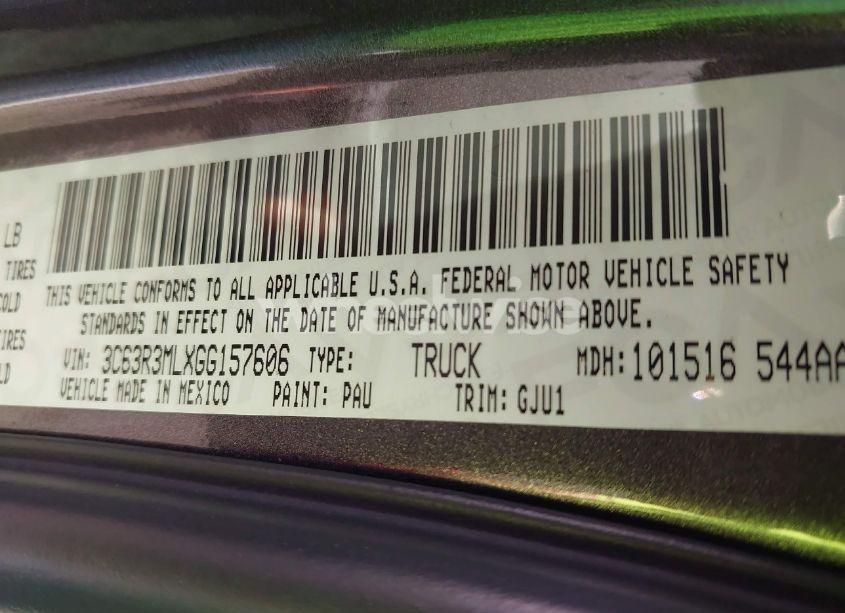 LB
TIRES
COLD
TIRES
THIS VEHICLE CONFORMS TO ALL APPLICABLE U.S.A. FEDERAL MOTOR VEHICLE SAFETY
STANDARDS IN EFFECT ON THE DATE OF MANUFACTURE SHOWN ABOVE.
VIN: 3C63R3MLXGG157606 TYPE: TRUCK MDH:101516 544AA
VEHICLE MADE IN MEXICO PAINT: PAU TRIM: GJU1